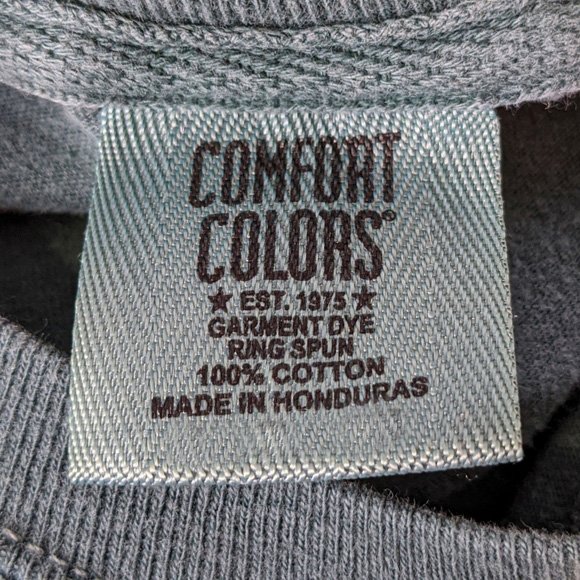 COMFORT
COLORS®
★ EST. 1975 ★
GARMENT DYE
RING SPUN
100% COTTON
MADE IN HONDURAS